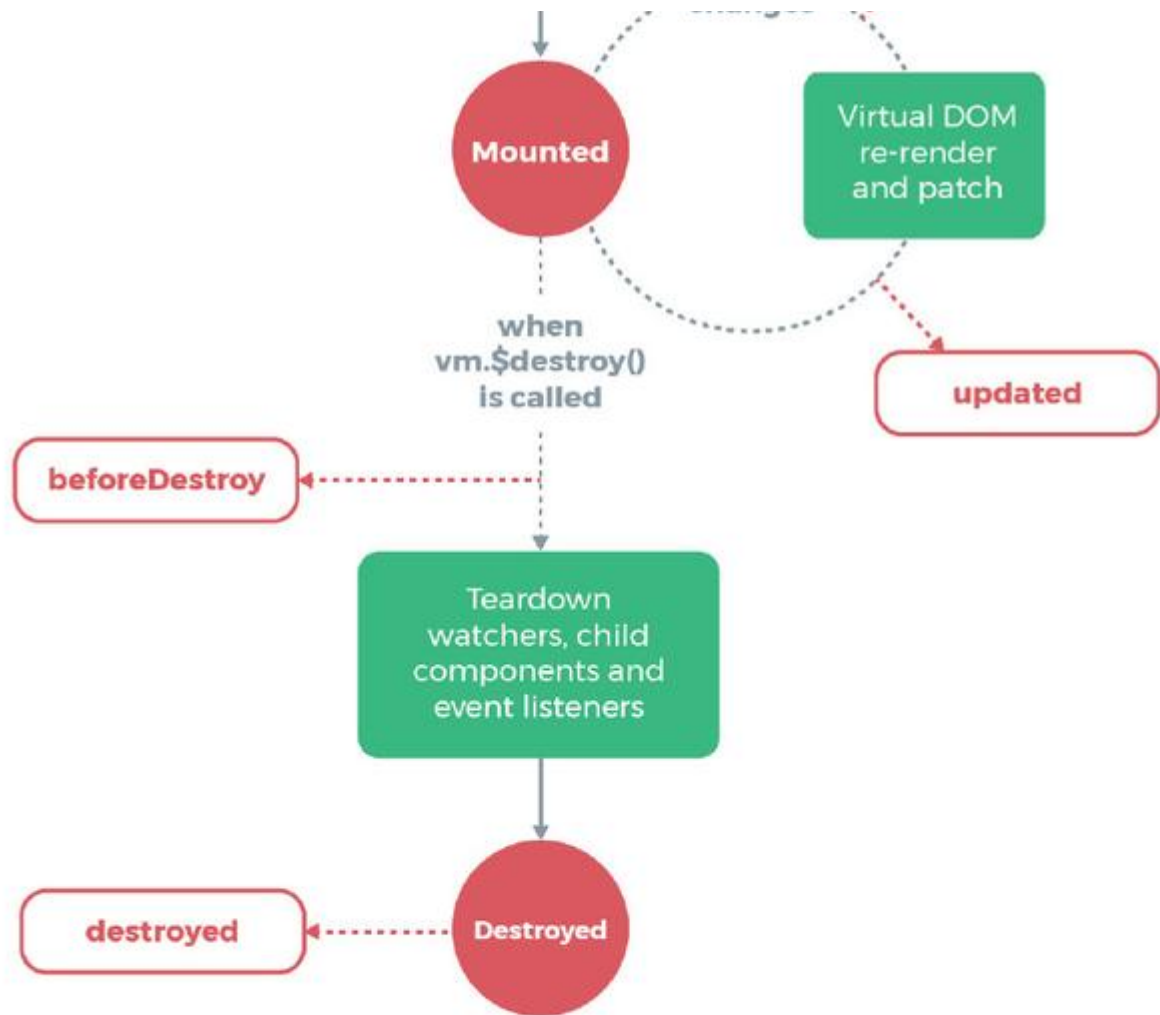 Mounted
Virtual DOM
re-render
and patch
when
vm.$destroy()
is called
updated
beforeDestroy
Teardown
watchers, child
components and
event listeners
destroyed
Destroyed